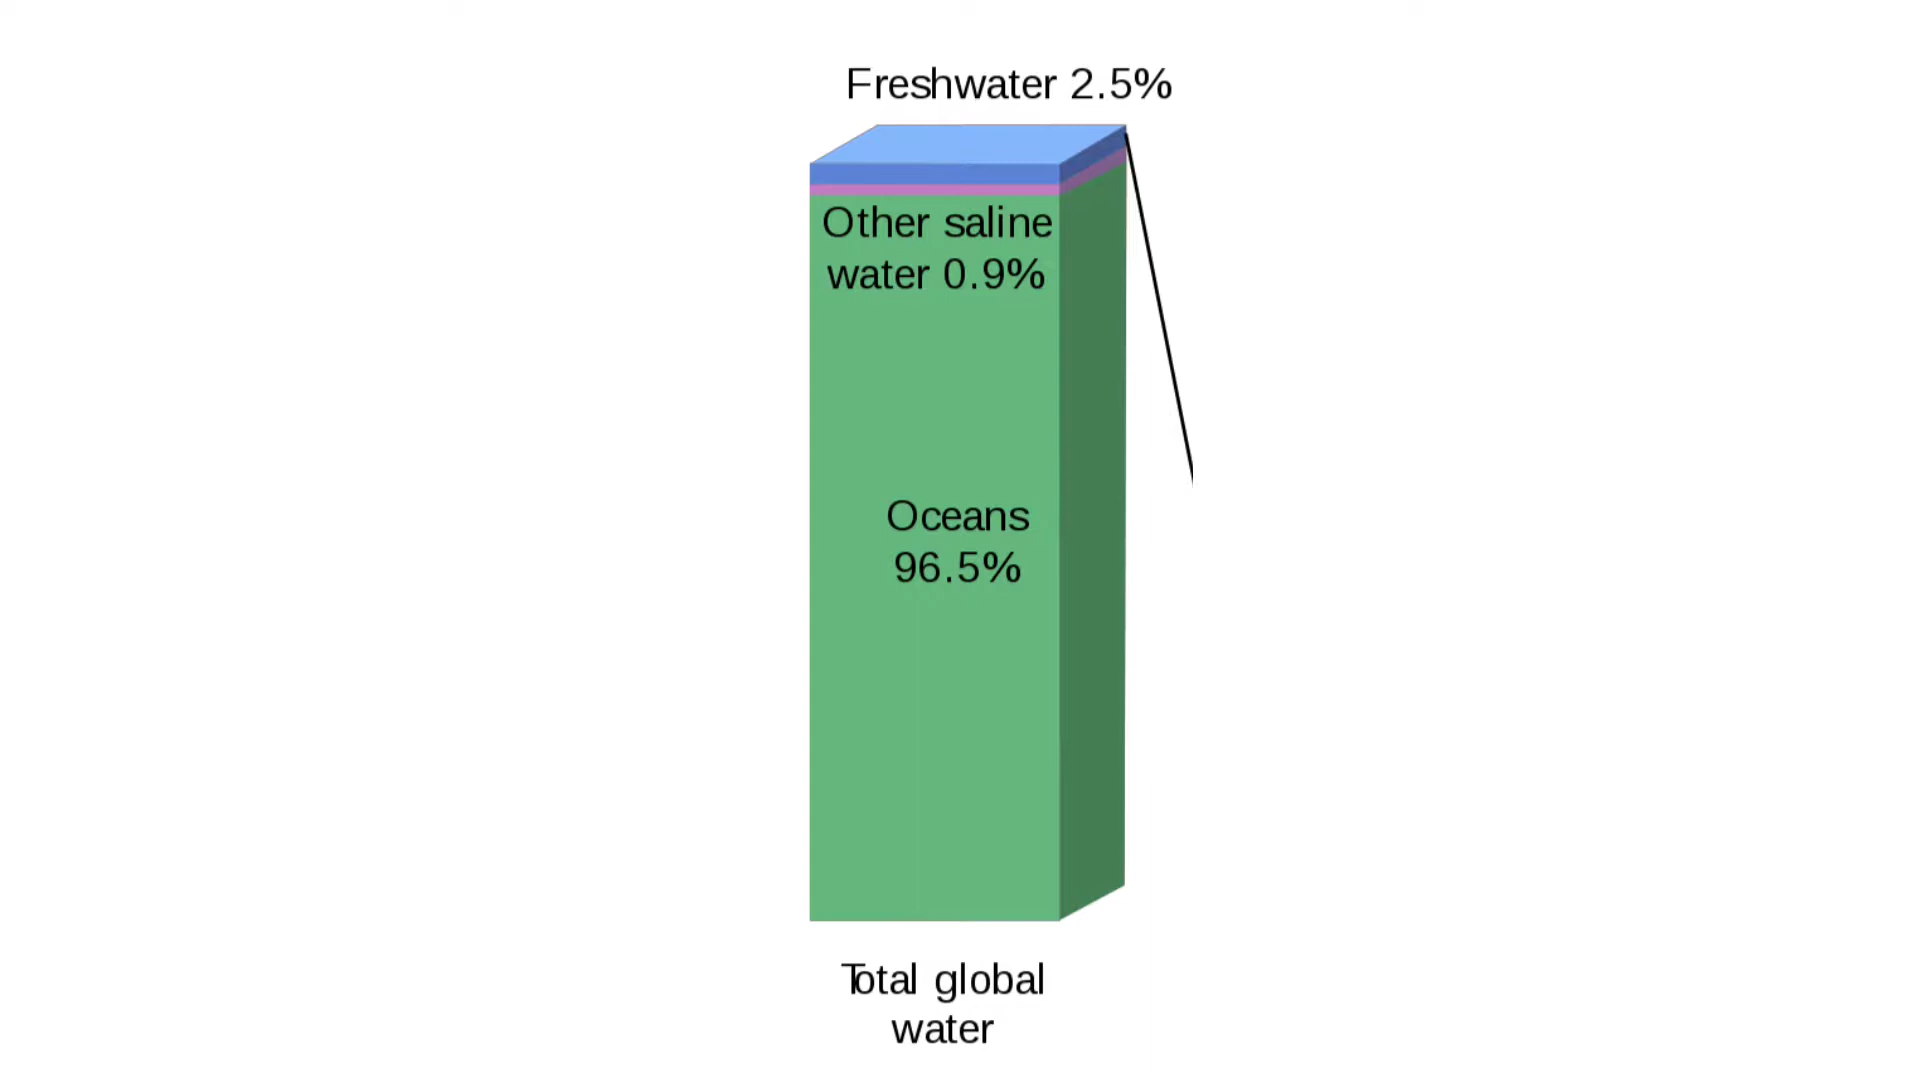 Freshwater 2.5%
Other saline
water 0.9%
Oceans
96.5%
Total global
water